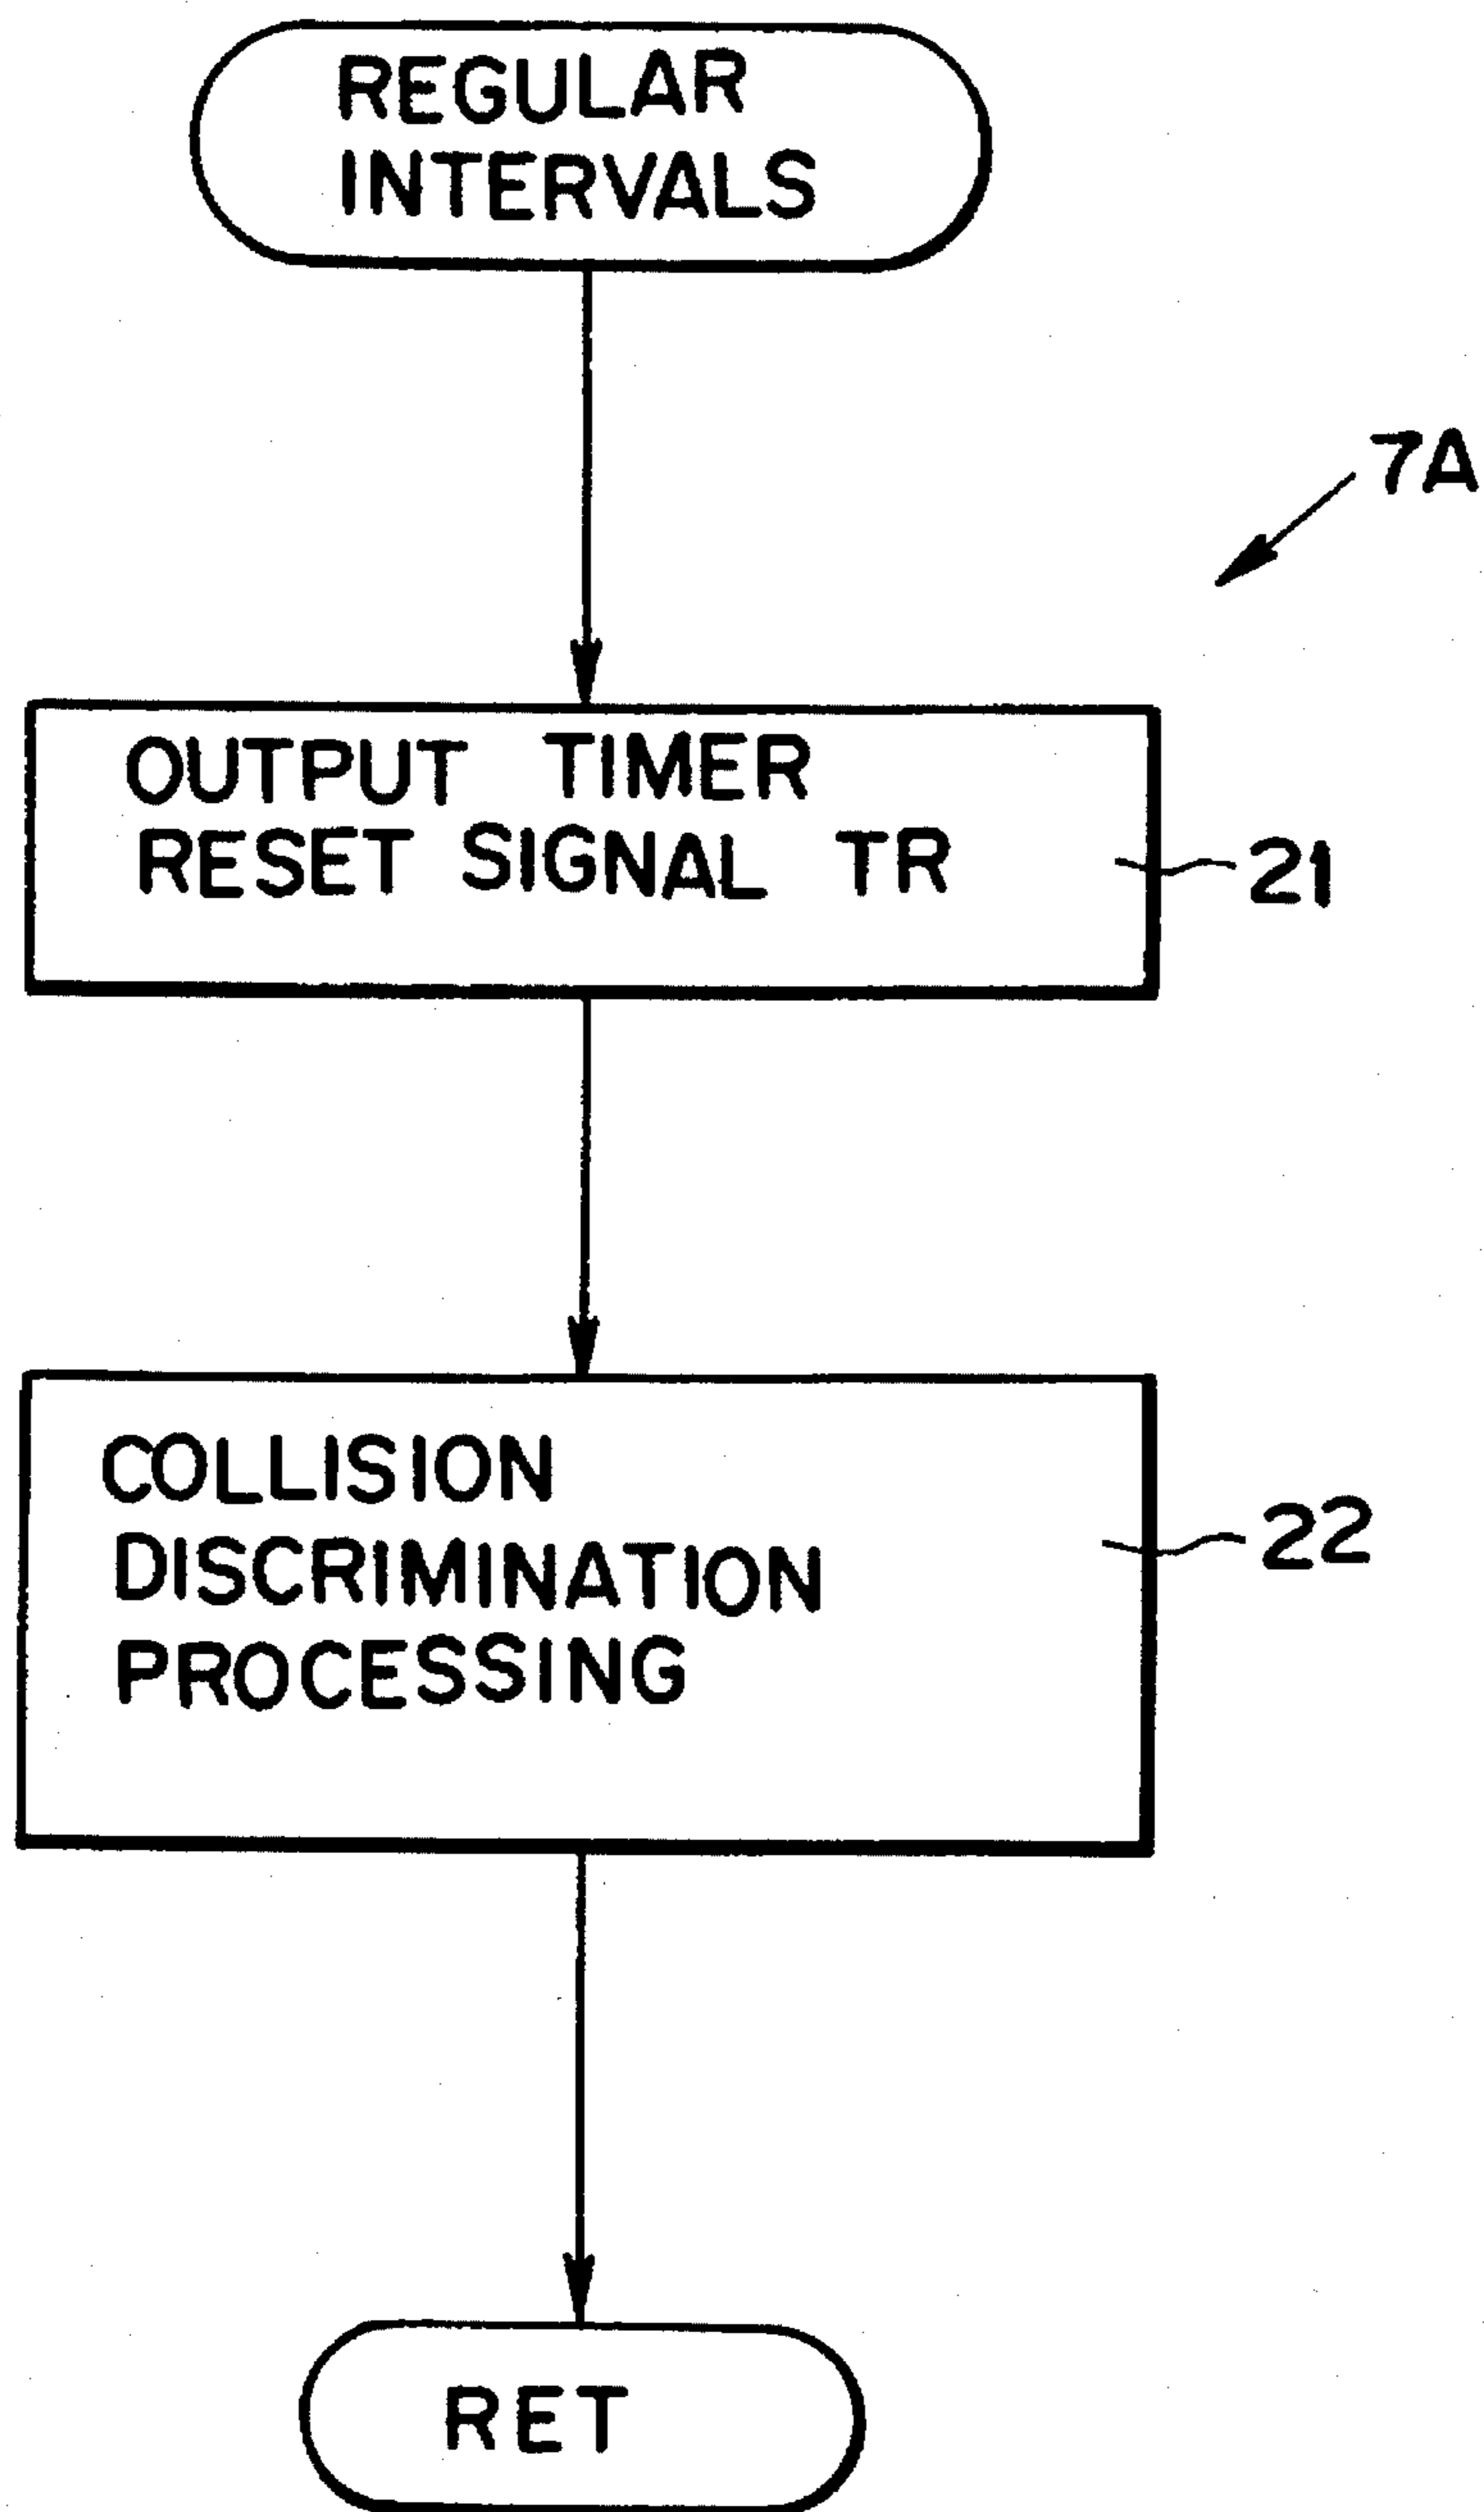 REGULAR
INTERVALS
7A
OUTPUT TIMER
RESET SIGNAL TR
21
COLLISION
DISCRIMINATION
PROCESSING
22
RET